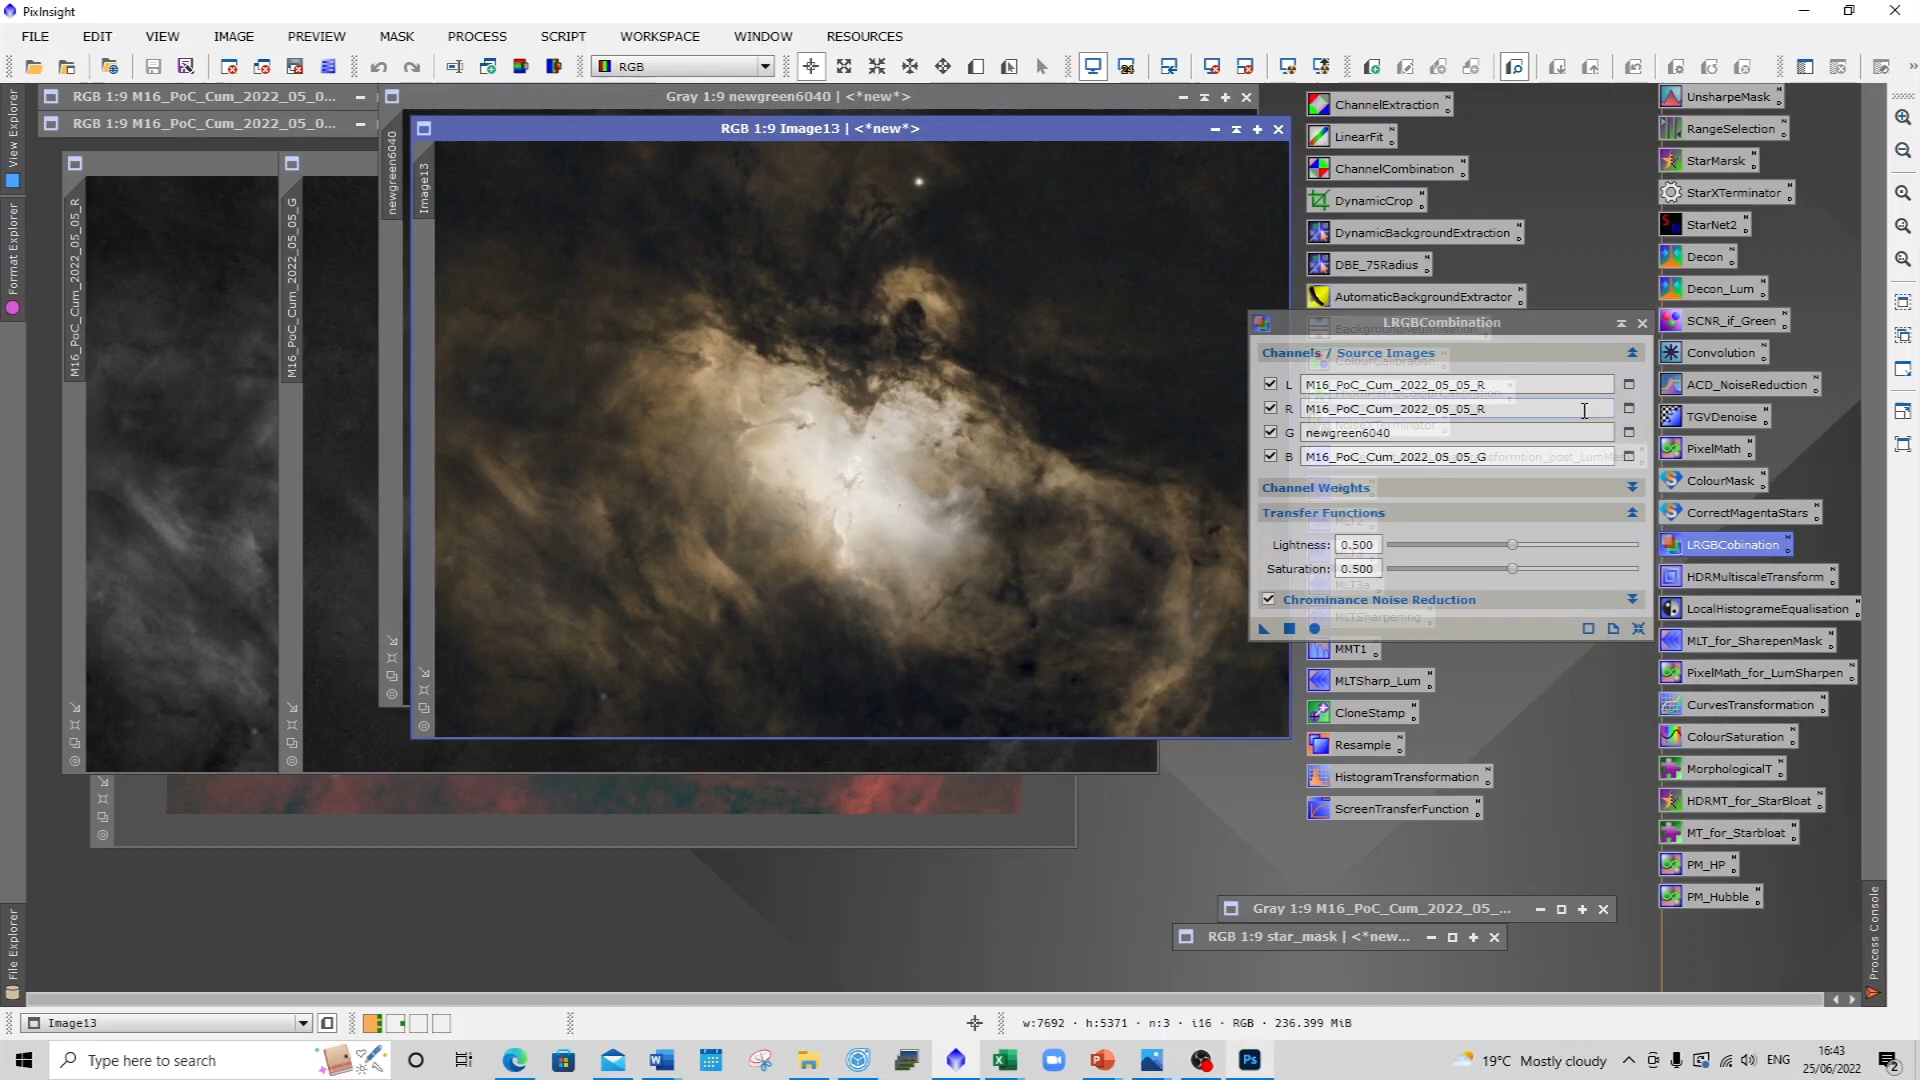 PixInsight
FILE EDIT VIEW IMAGE PREVIEW MASK PROCESS SCRIPT WORKSPACE WINDOW RESOURCES
RGB
View Explorer
Format Explorer
File Explorer
Process Console
RGB 1:9 M16_PoC_Cum_2022_05_0...
RGB 1:9 M16_PoC_Cum_2022_05_0...
Gray 1:9 newgreen6040 | <*new*>
RGB 1:9 Image13 | <*new*>
M16_PoC_Cum_2022_05_05_R
M16_PoC_Cum_2022_05_05_G
newgreen6040
Image13
ChannelExtraction
LinearFit
ChannelCombination
DynamicCrop
DynamicBackgroundExtraction
DBE_75Radius
AutomaticBackgroundExtractor
LRGBCombination
Channels / Source Images
L M16_PoC_Cum_2022_05_05_R
R M16_PoC_Cum_2022_05_05_R
G newgreen6040
B M16_PoC_Cum_2022_05_05_G
Channel Weights
Transfer Functions
Lightness: 0.500
Saturation: 0.500
Chrominance Noise Reduction
MLTSharpening
MMT1
MLTSharp_Lum
CloneStamp
Resample
HistogramTransformation
ScreenTransferFunction
UnsharpeMask
RangeSelection
StarMarsk
StarXTerminator
StarNet2
Decon
Decon_Lum
SCNR_if_Green
Convolution
ACD_NoiseReduction
TGVDenoise
PixelMath
ColourMask
CorrectMagentaStars
LRGBCobination
HDRMultiscaleTransform
LocalHistogrameEqualisation
MLT_for_SharepenMask
PixelMath_for_LumSharpen
CurvesTransformation
ColourSaturation
MorphologicalT
HDRMT_for_StarBloat
MT_for_Starbloat
PM_HP
PM_Hubble
Gray 1:9 M16_PoC_Cum_2022_05_...
RGB 1:9 star_mask | <*new...
Image13
w:7692 · h:5371 · n:3 · i16 · RGB · 236.399 MiB
Type here to search
19°C Mostly cloudy
ENG
16:43
25/06/2022
2